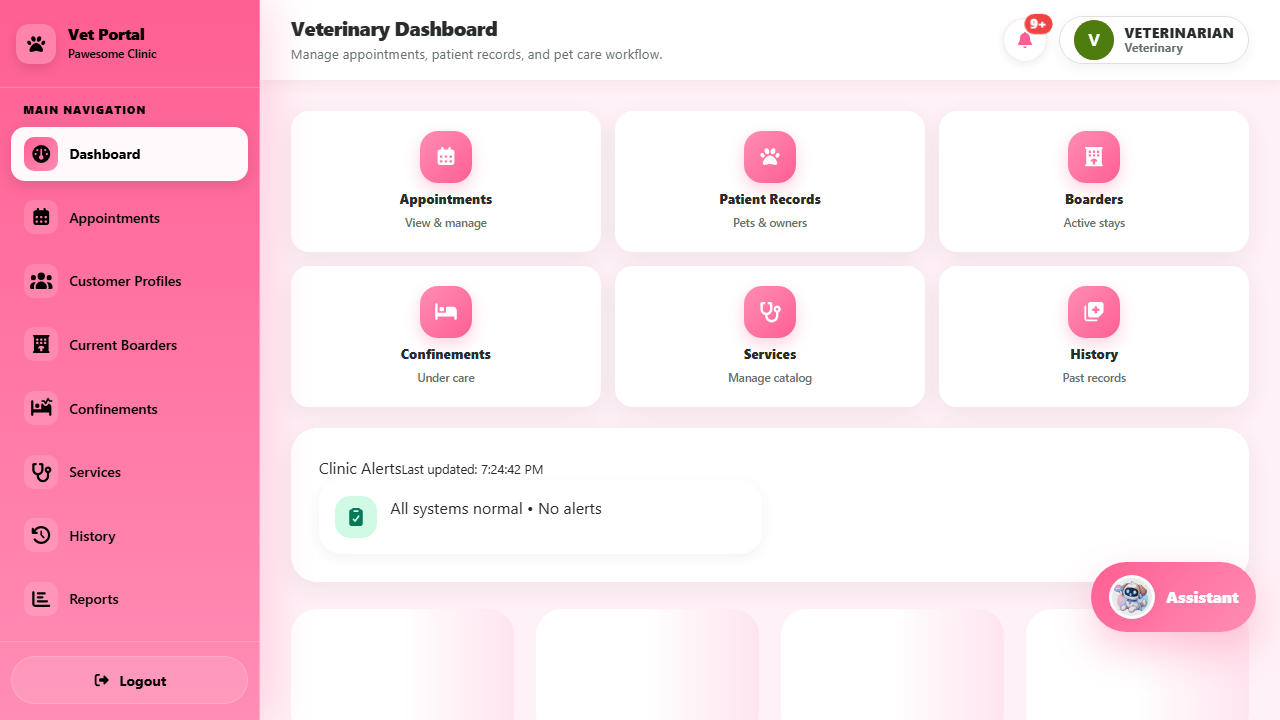 Vet Portal
Pawesome Clinic
MAIN NAVIGATION
Dashboard
Appointments
Customer Profiles
Current Boarders
Confinements
Services
History
Reports
Logout
Veterinary Dashboard
Manage appointments, patient records, and pet care workflow.
9+
V
VETERINARIAN
Veterinary
Appointments
View & manage
Patient Records
Pets & owners
Boarders
Active stays
Confinements
Under care
Services
Manage catalog
History
Past records
Clinic AlertsLast updated: 7:24:42 PM
All systems normal • No alerts
Assistant